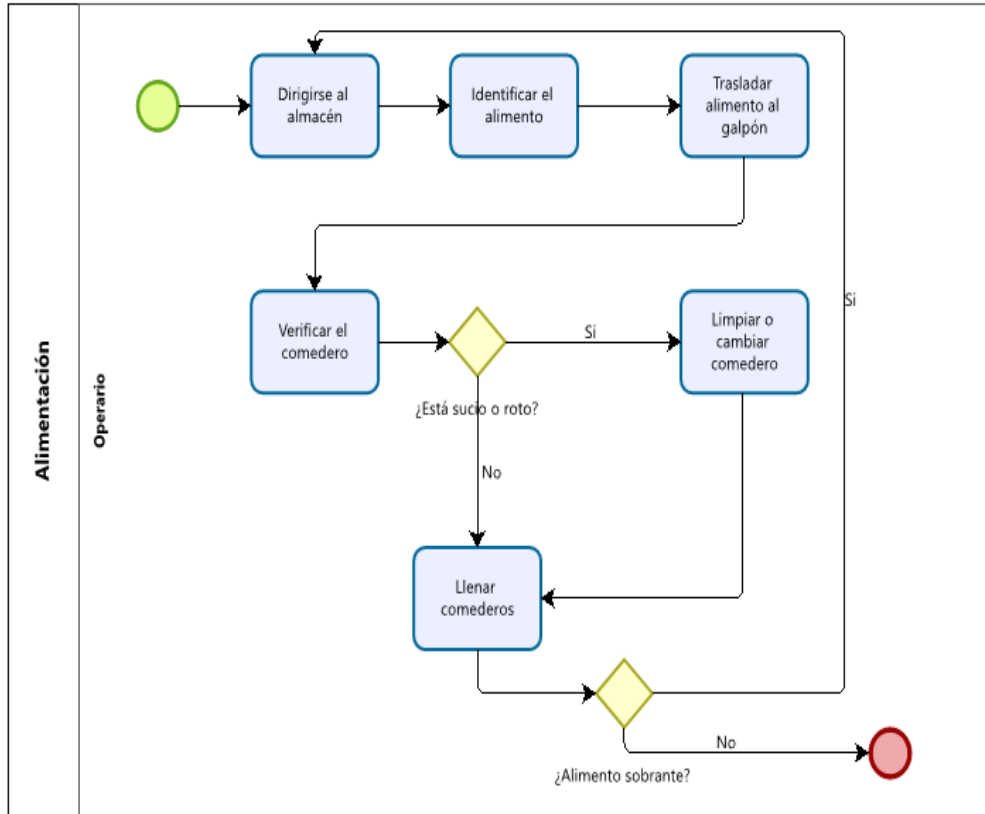 Alimentación
Operario
Dirigirse al
almacén
Identificar el
alimento
Trasladar
alimento al
galpón
Verificar el
comedero
Si
Limpiar o
cambiar
comedero
Si
¿Está sucio o roto?
No
Llenar
comederos
No
¿Alimento sobrante?